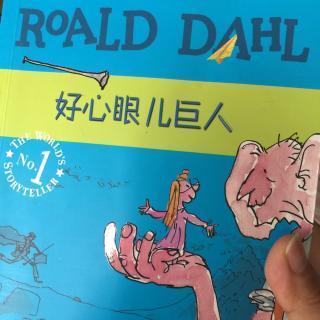 ROALD DAHL
好心眼儿巨人
THE WORLD'S
No 1
STORYTELLER